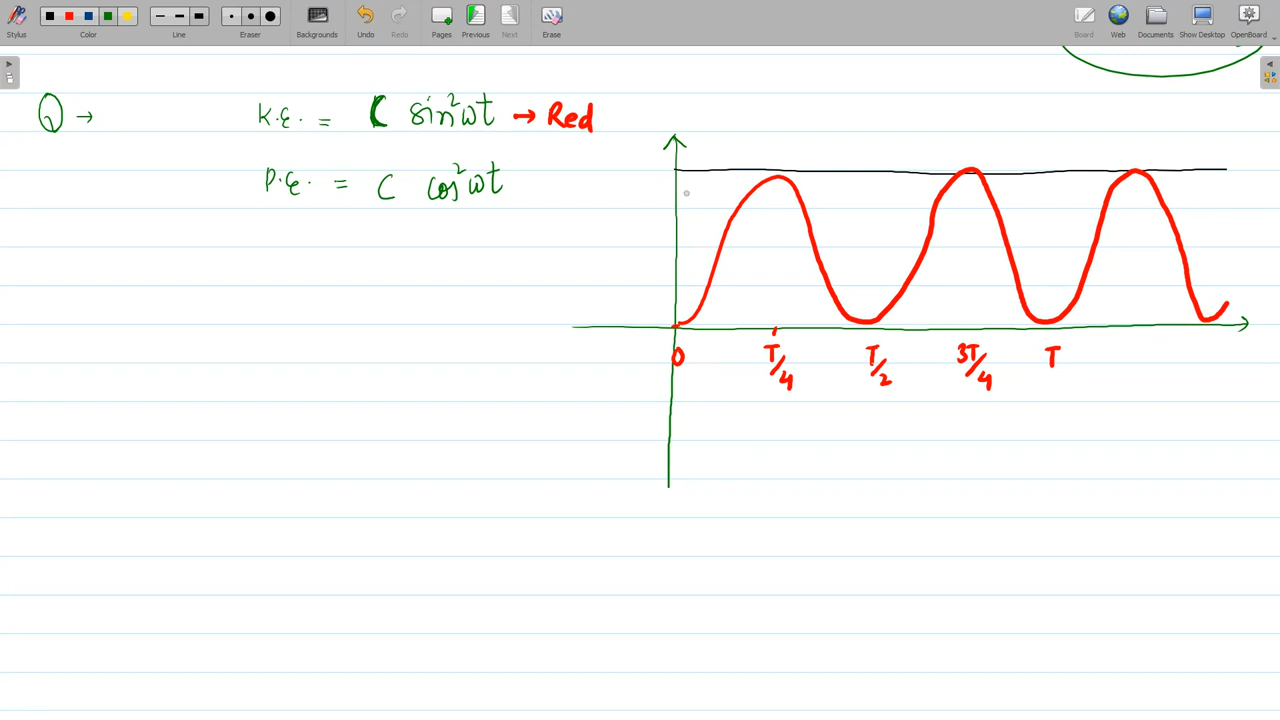 Stylus Color Line Eraser Backgrounds Undo Redo Pages Previous Next Erase Board Web Documents Show Desktop OpenBoard
Q → K.E. = C sin²ωt → Red
P.E. = C cos²ωt
0 T/4 T/2 3T/4 T